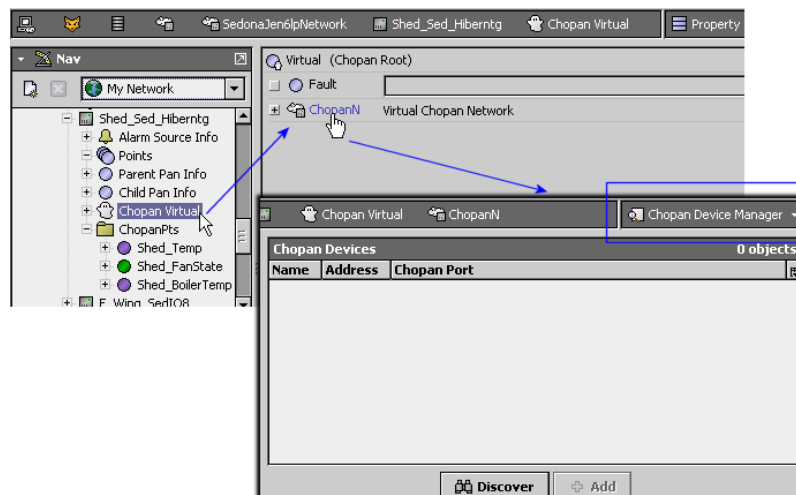 SedonaJen6lpNetwork Shed_Sed_Hiberntg Chopan Virtual Property
Nav
My Network
Shed_Sed_Hiberntg
Alarm Source Info
Points
Parent Pan Info
Child Pan Info
Chopan Virtual
ChopanPts
Shed_Temp
Shed_FanState
Shed_BoilerTemp
F_Wing_SedIO8
Virtual (Chopan Root)
Fault
ChopanN Virtual Chopan Network
Chopan Virtual ChopanN Chopan Device Manager
Chopan Devices 0 objects
Name Address Chopan Port
Discover Add